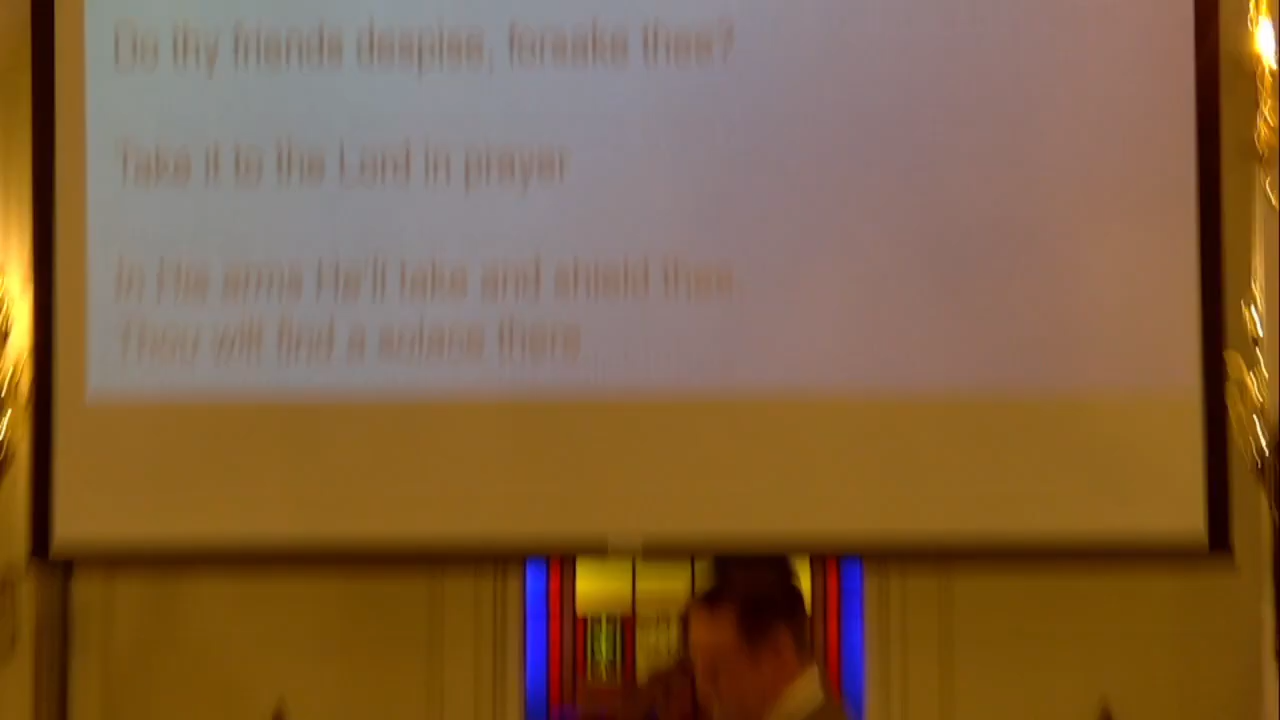 Do thy friends despise, forsake thee?
Take it to the Lord in prayer
In His arms He'll take and shield thee
Thou will find a solace there